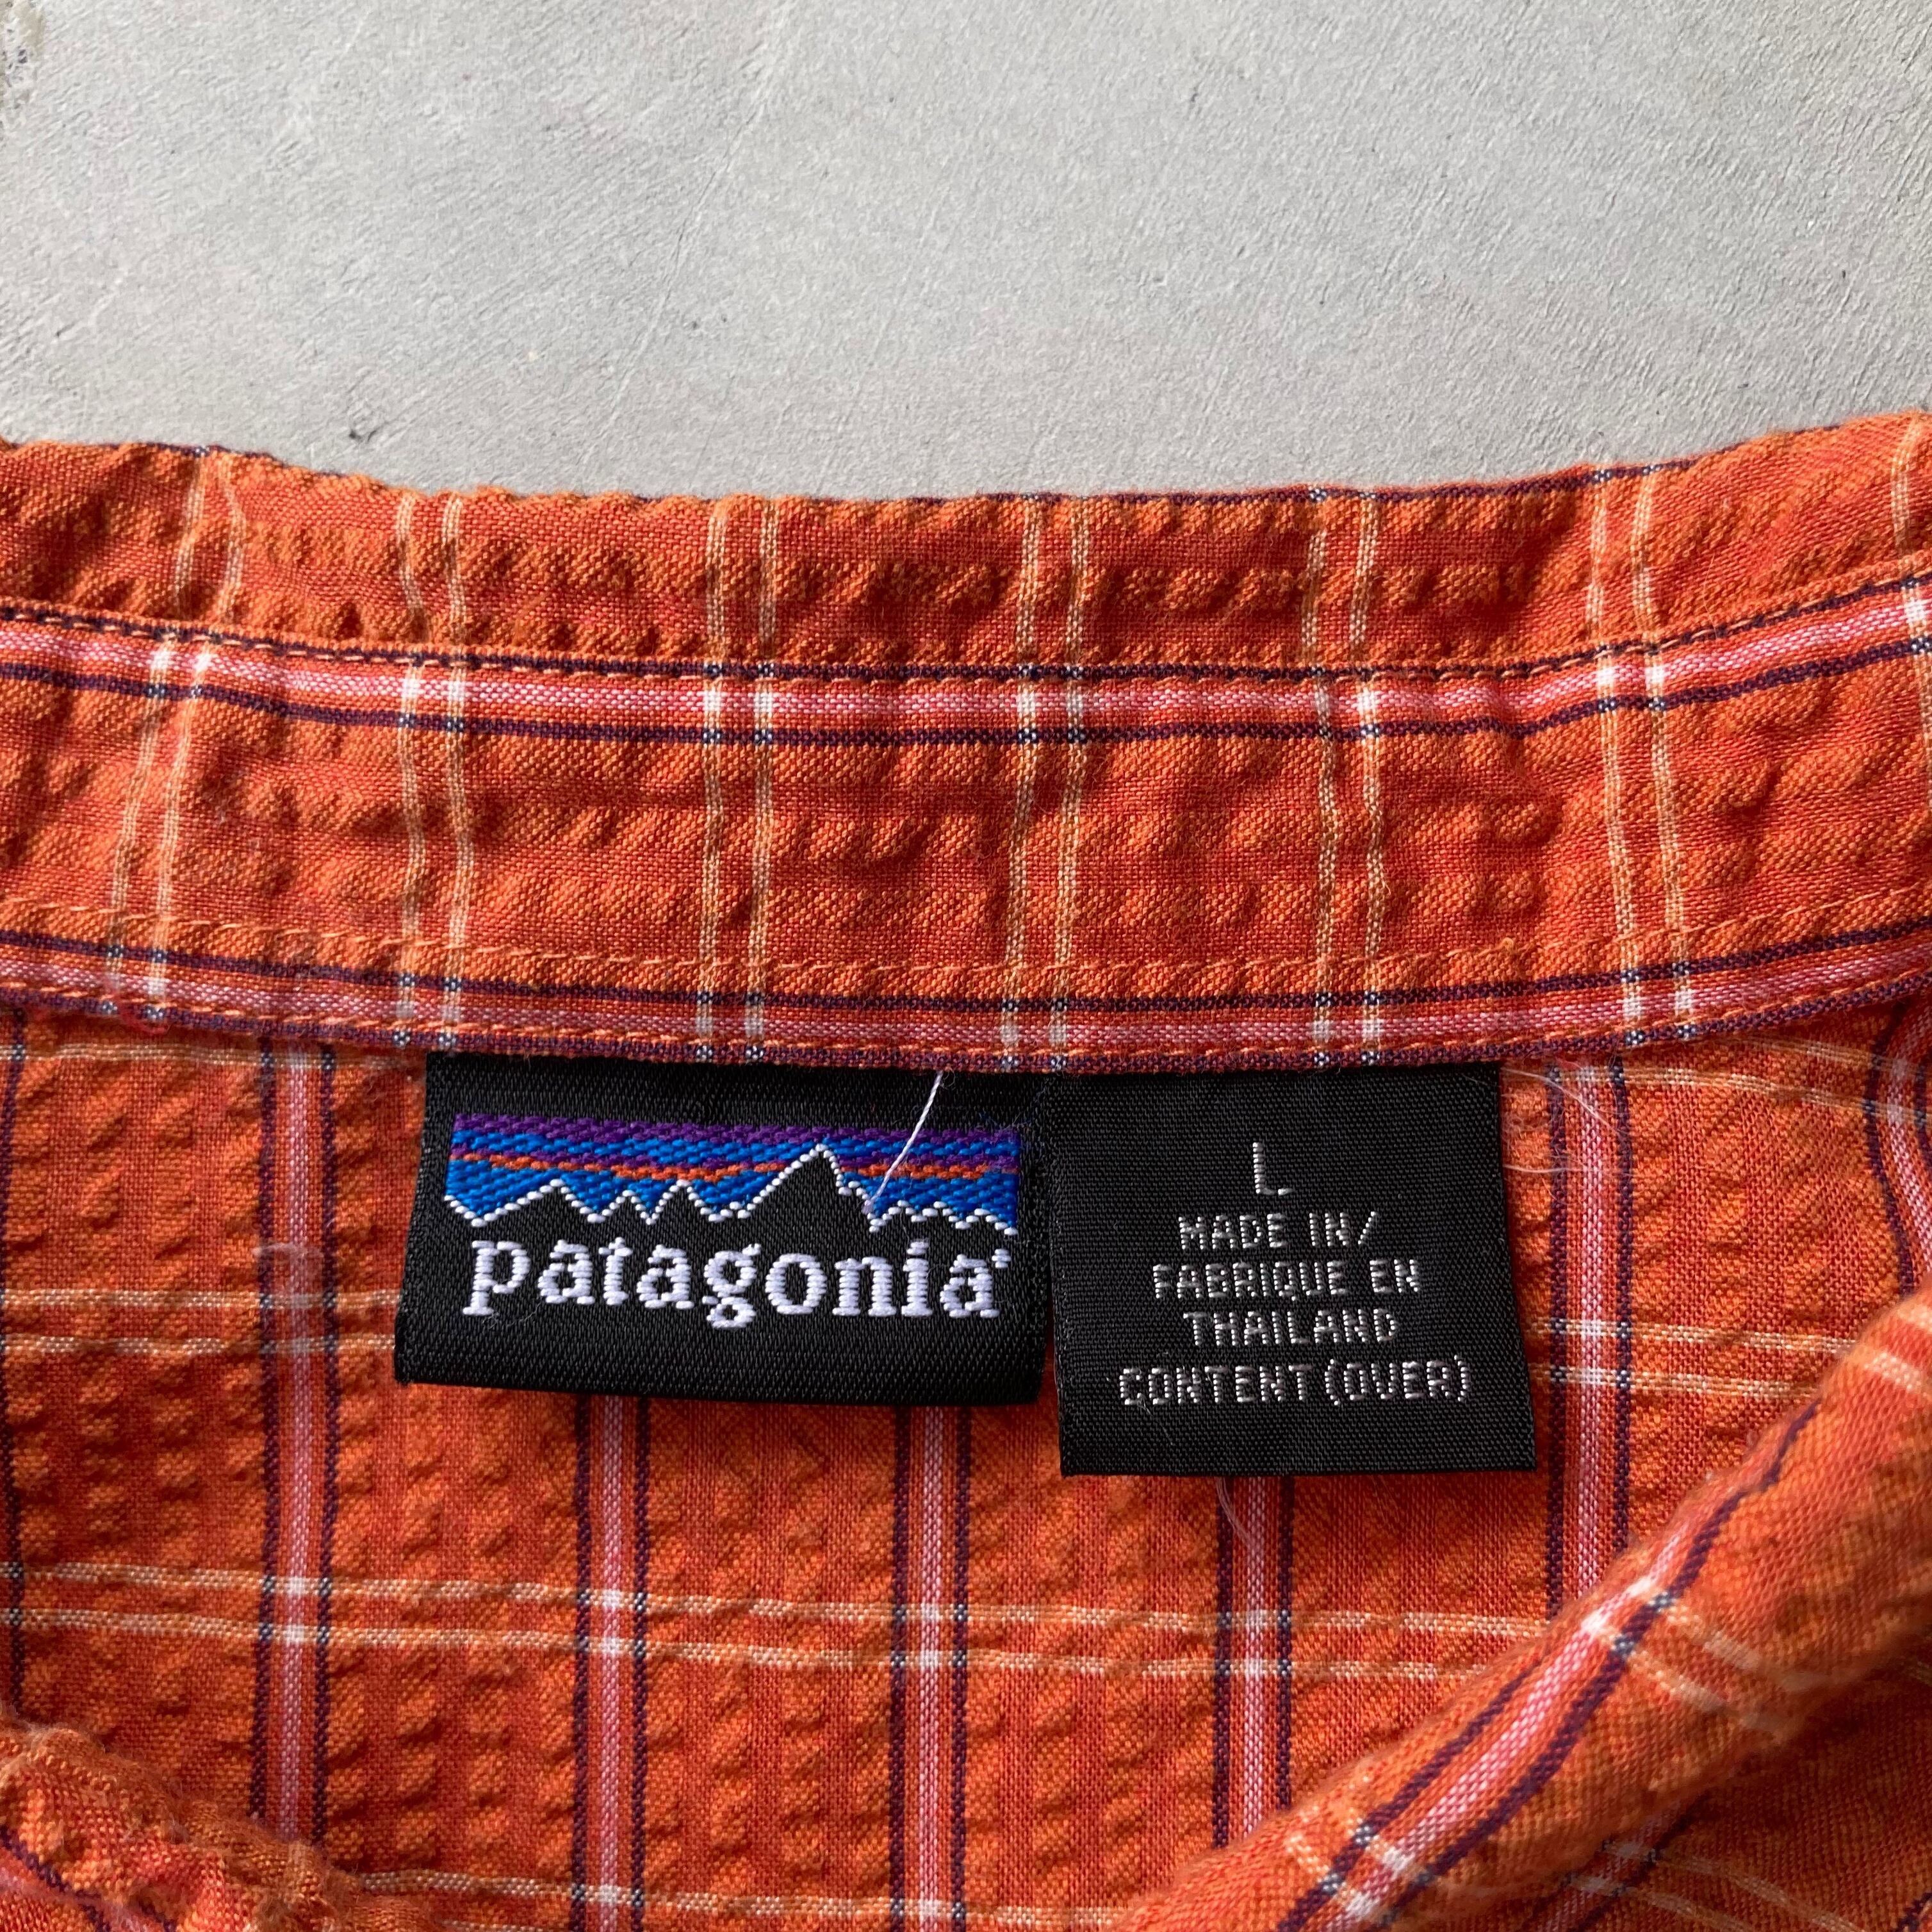 patagonia
L
MADE IN/
FABRIQUE EN
THAILAND
CONTENT (OVER)